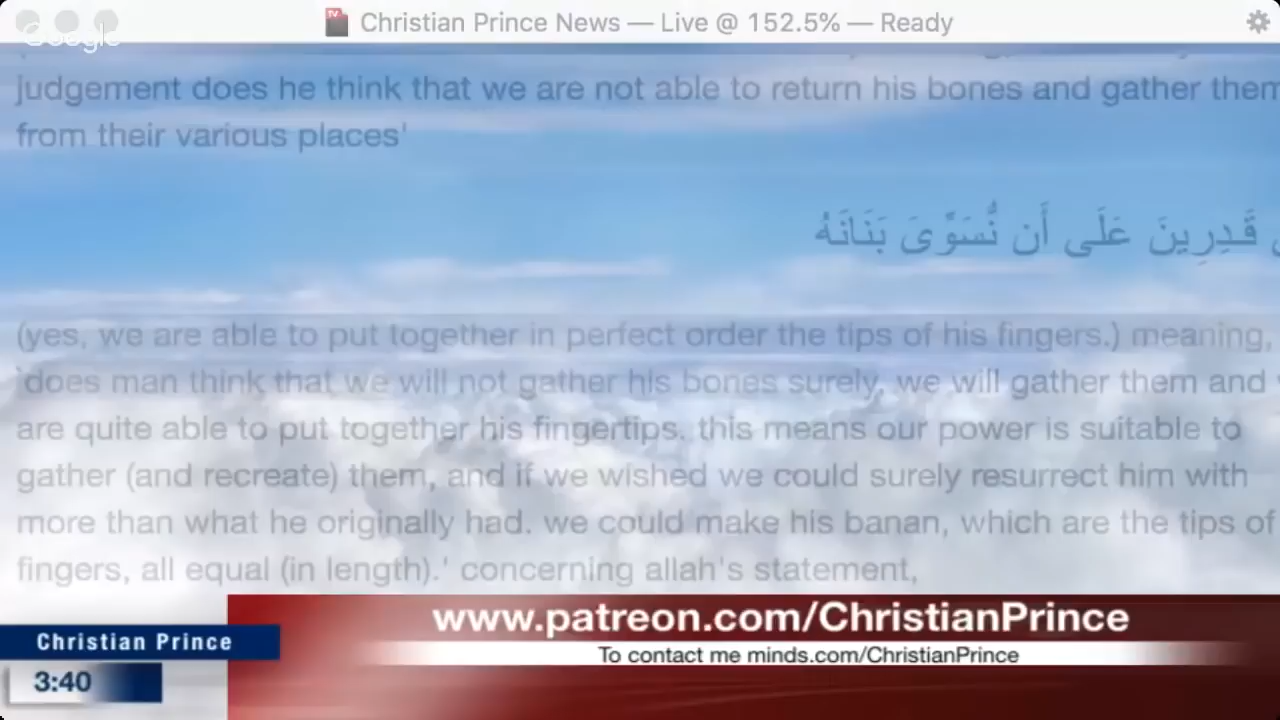 Google
Christian Prince News — Live @ 152.5% — Ready
judgement does he think that we are not able to return his bones and gather them
from their various places'
قَـدِرِينَ عَلَى أَن نُّسَوِّىَ بَنَانَهُ
(yes, we are able to put together in perfect order the tips of his fingers.) meaning,
'does man think that we will not gather his bones surely, we will gather them and
are quite able to put together his fingertips. this means our power is suitable to
gather (and recreate) them, and if we wished we could surely resurrect him with
more than what he originally had. we could make his banan, which are the tips of
fingers, all equal (in length).' concerning allah's statement,
www.patreon.com/ChristianPrince
Christian Prince
To contact me minds.com/ChristianPrince
3:40